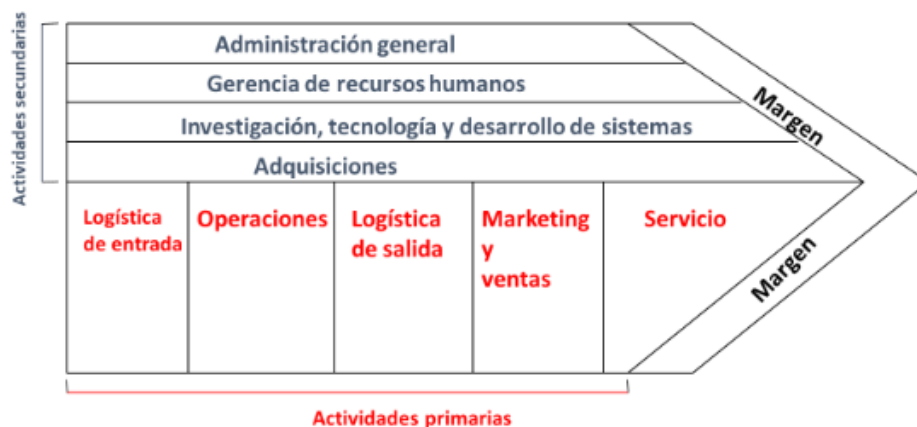 Actividades secundarias
Administración general
Gerencia de recursos humanos
Investigación, tecnología y desarrollo de sistemas
Adquisiciones
Margen
Logística
de entrada
Operaciones
Logística
de salida
Marketing
y
ventas
Servicio
Margen
Actividades primarias